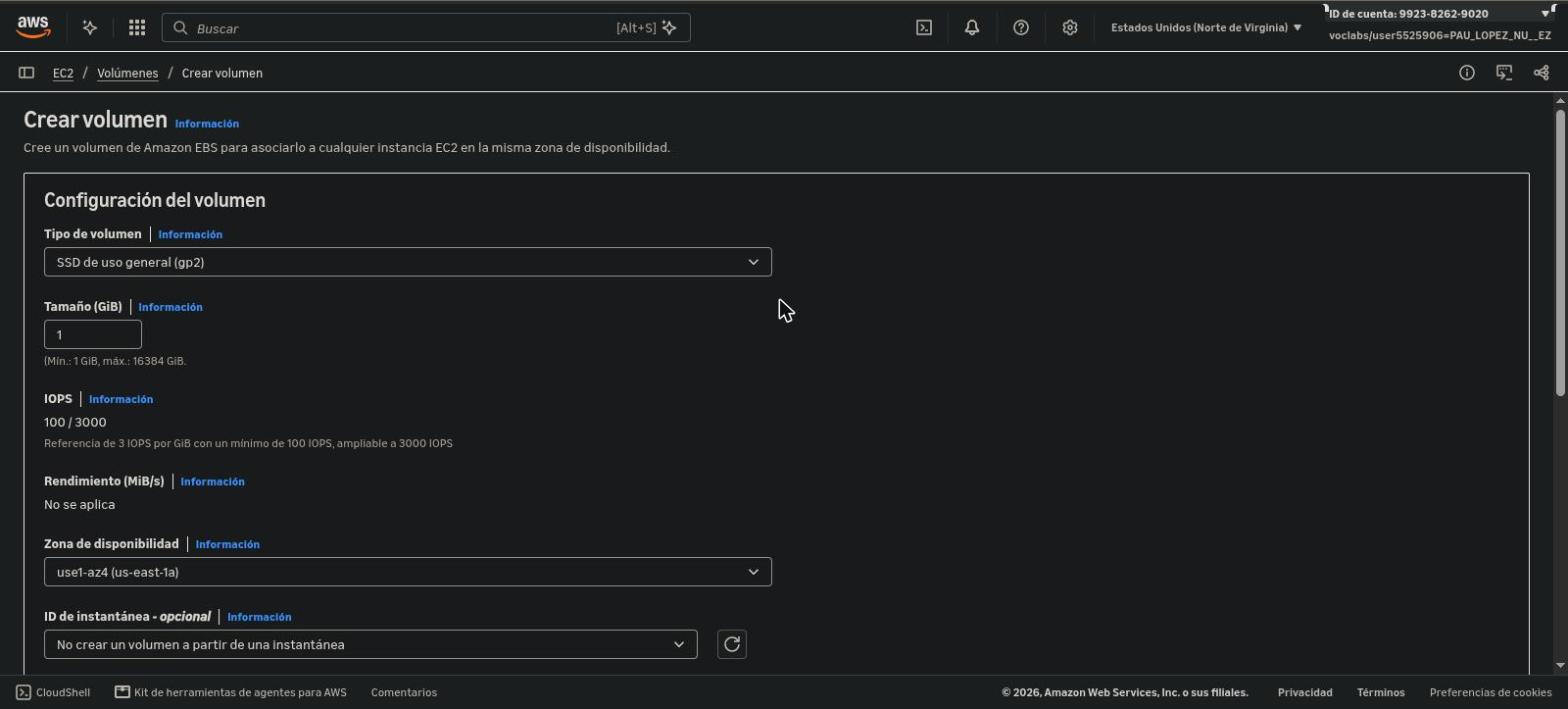 aws
Buscar [Alt+S]
Estados Unidos (Norte de Virginia) ▼
ID de cuenta: 9923-8262-9020
voclabs/user5525906=PAU_LOPEZ_NU__EZ
EC2 / Volúmenes / Crear volumen
Crear volumen Información
Cree un volumen de Amazon EBS para asociarlo a cualquier instancia EC2 en la misma zona de disponibilidad.
Configuración del volumen
Tipo de volumen | Información
SSD de uso general (gp2)
Tamaño (GiB) | Información
1
(Mín.: 1 GiB, máx.: 16384 GiB.
IOPS | Información
100 / 3000
Referencia de 3 IOPS por GiB con un mínimo de 100 IOPS, ampliable a 3000 IOPS
Rendimiento (MiB/s) | Información
No se aplica
Zona de disponibilidad | Información
use1-az4 (us-east-1a)
ID de instantánea - opcional | Información
No crear un volumen a partir de una instantánea
CloudShell Kit de herramientas de agentes para AWS Comentarios © 2026, Amazon Web Services, Inc. o sus filiales. Privacidad Términos Preferencias de cookies